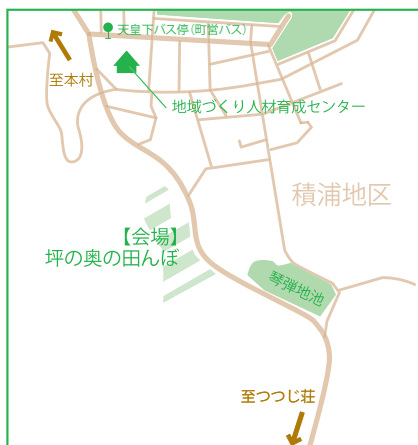 天皇下バス停(町営バス)
至本村
地域づくり人材育成センター
積浦地区
【会場】
坪の奥の田んぼ
琴弾地池
至つつじ荘